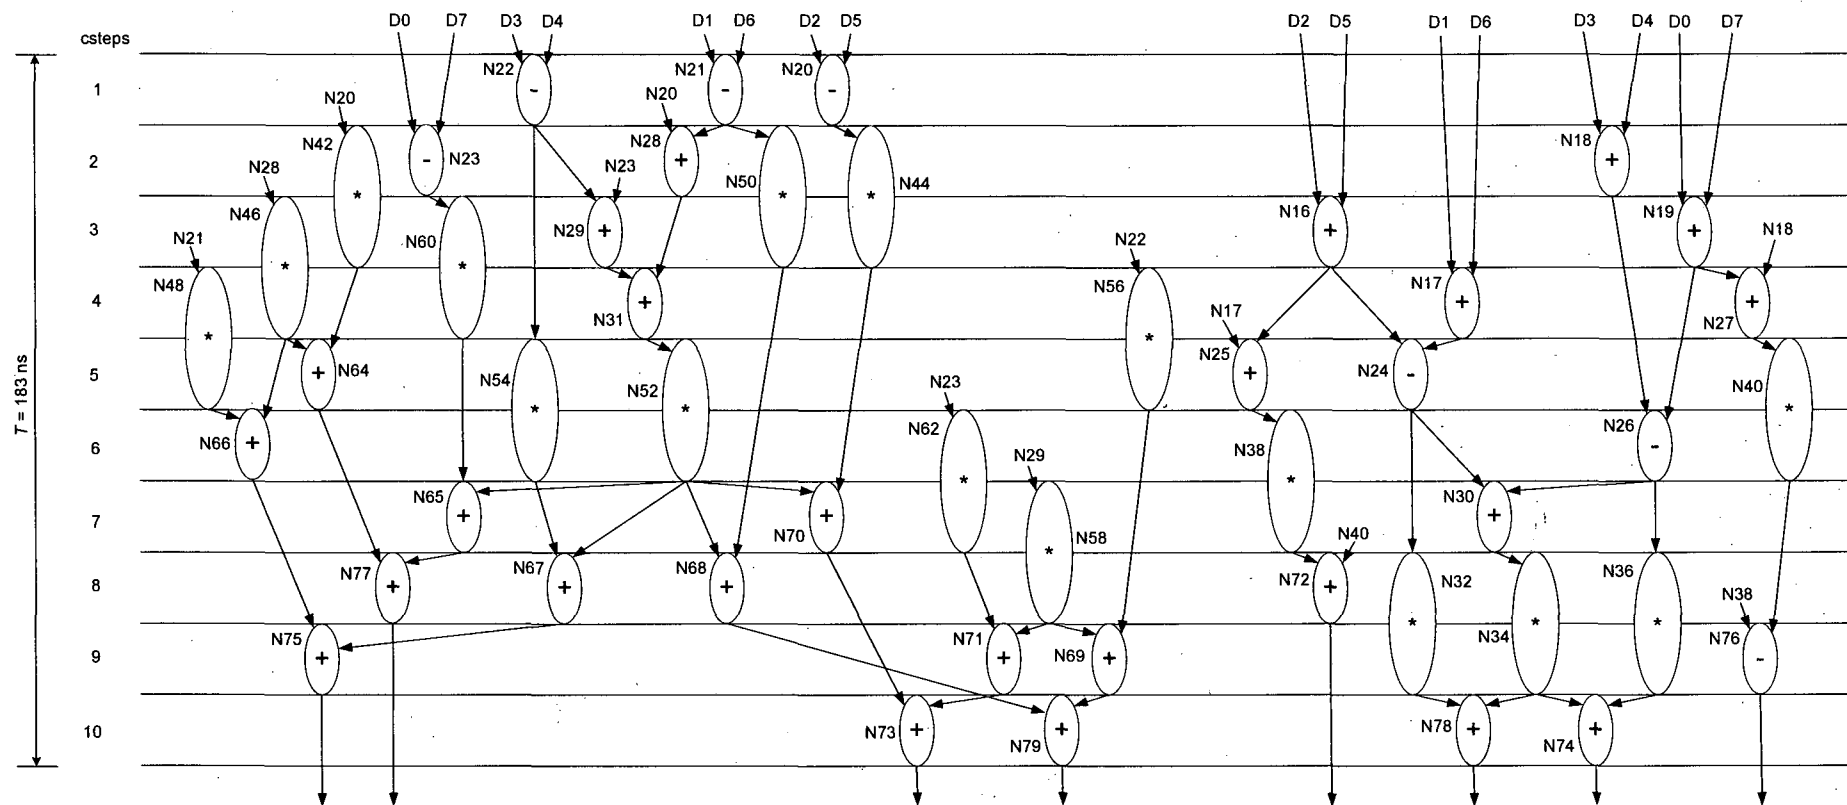 D0 D7 D3 D4 D1 D6 D2 D5 D2 D5 D1 D6 D3 D4 D0 D7
csteps
1 N22 - N21 - N20 -
N20 N20
2 N42 * - N23 N28 + N50 * * N44 N18 +
N28 N23
3 N46 * N60 * N29 + N16 + N19 +
N21 N22 N18
4 N48 * N31 + N56 * N17 + N27 +
N17
5 N64 + N54 * N52 * N25 + N24 - N40 *
N23
6 N66 + N62 * N38 * N26 -
N29
7 N65 + N70 + N58 * N30 +
N40
8 N77 + N67 + N68 + N72 + N32 * N34 * N36 *
N38
9 N75 + N71 + N69 + N76 -
10 N73 + N79 + N78 + N74 +
T = 183 ns